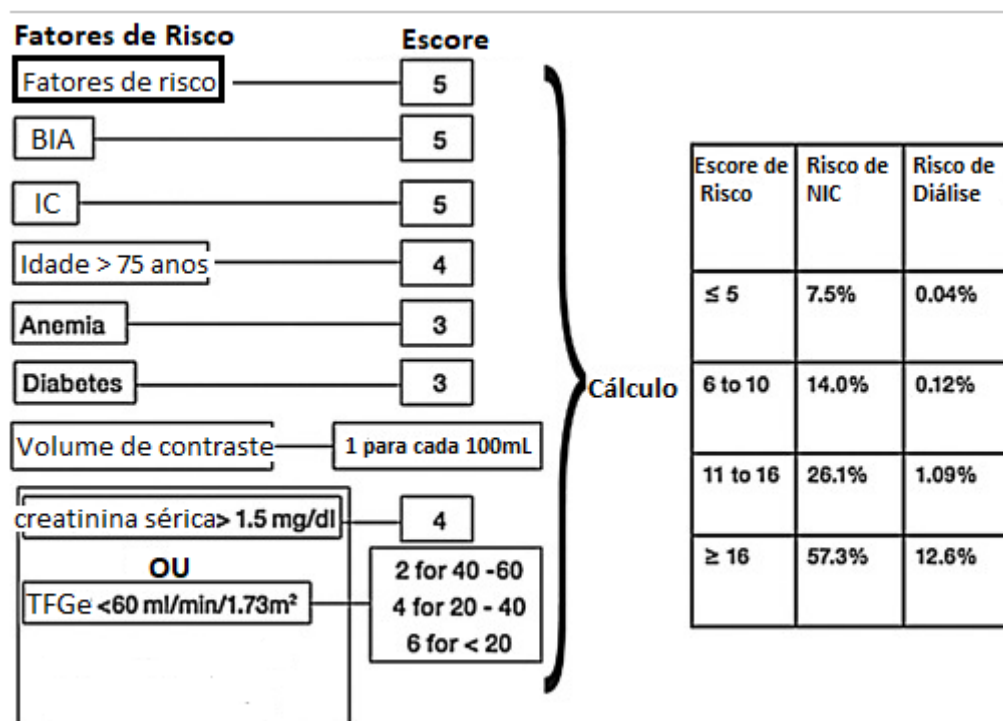 Fatores de Risco
Escore
Fatores de risco
5
BIA
5
IC
5
Idade > 75 anos
4
Anemia
3
Diabetes
3
Volume de contraste
1 para cada 100mL
creatinina sérica> 1.5 mg/dl
4
OU
TFGe <60 ml/min/1.73m²
2 for 40 -60
4 for 20 - 40
6 for < 20
Cálculo
Escore de Risco de Risco de
Risco NIC Diálise
≤ 5 7.5% 0.04%
6 to 10 14.0% 0.12%
11 to 16 26.1% 1.09%
≥ 16 57.3% 12.6%